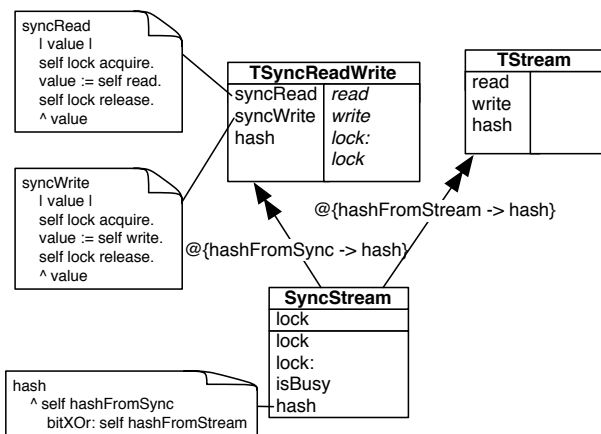 syncRead
| value |
self lock acquire.
value := self read.
self lock release.
^ value
syncWrite
| value |
self lock acquire.
value := self write.
self lock release.
^ value
TSyncReadWrite
syncRead
syncWrite
hash
read
write
lock:
lock
TStream
read
write
hash
@{hashFromStream -> hash}
@{hashFromSync -> hash}
SyncStream
lock
lock
lock:
isBusy
hash
hash
^ self hashFromSync
bitXOr: self hashFromStream